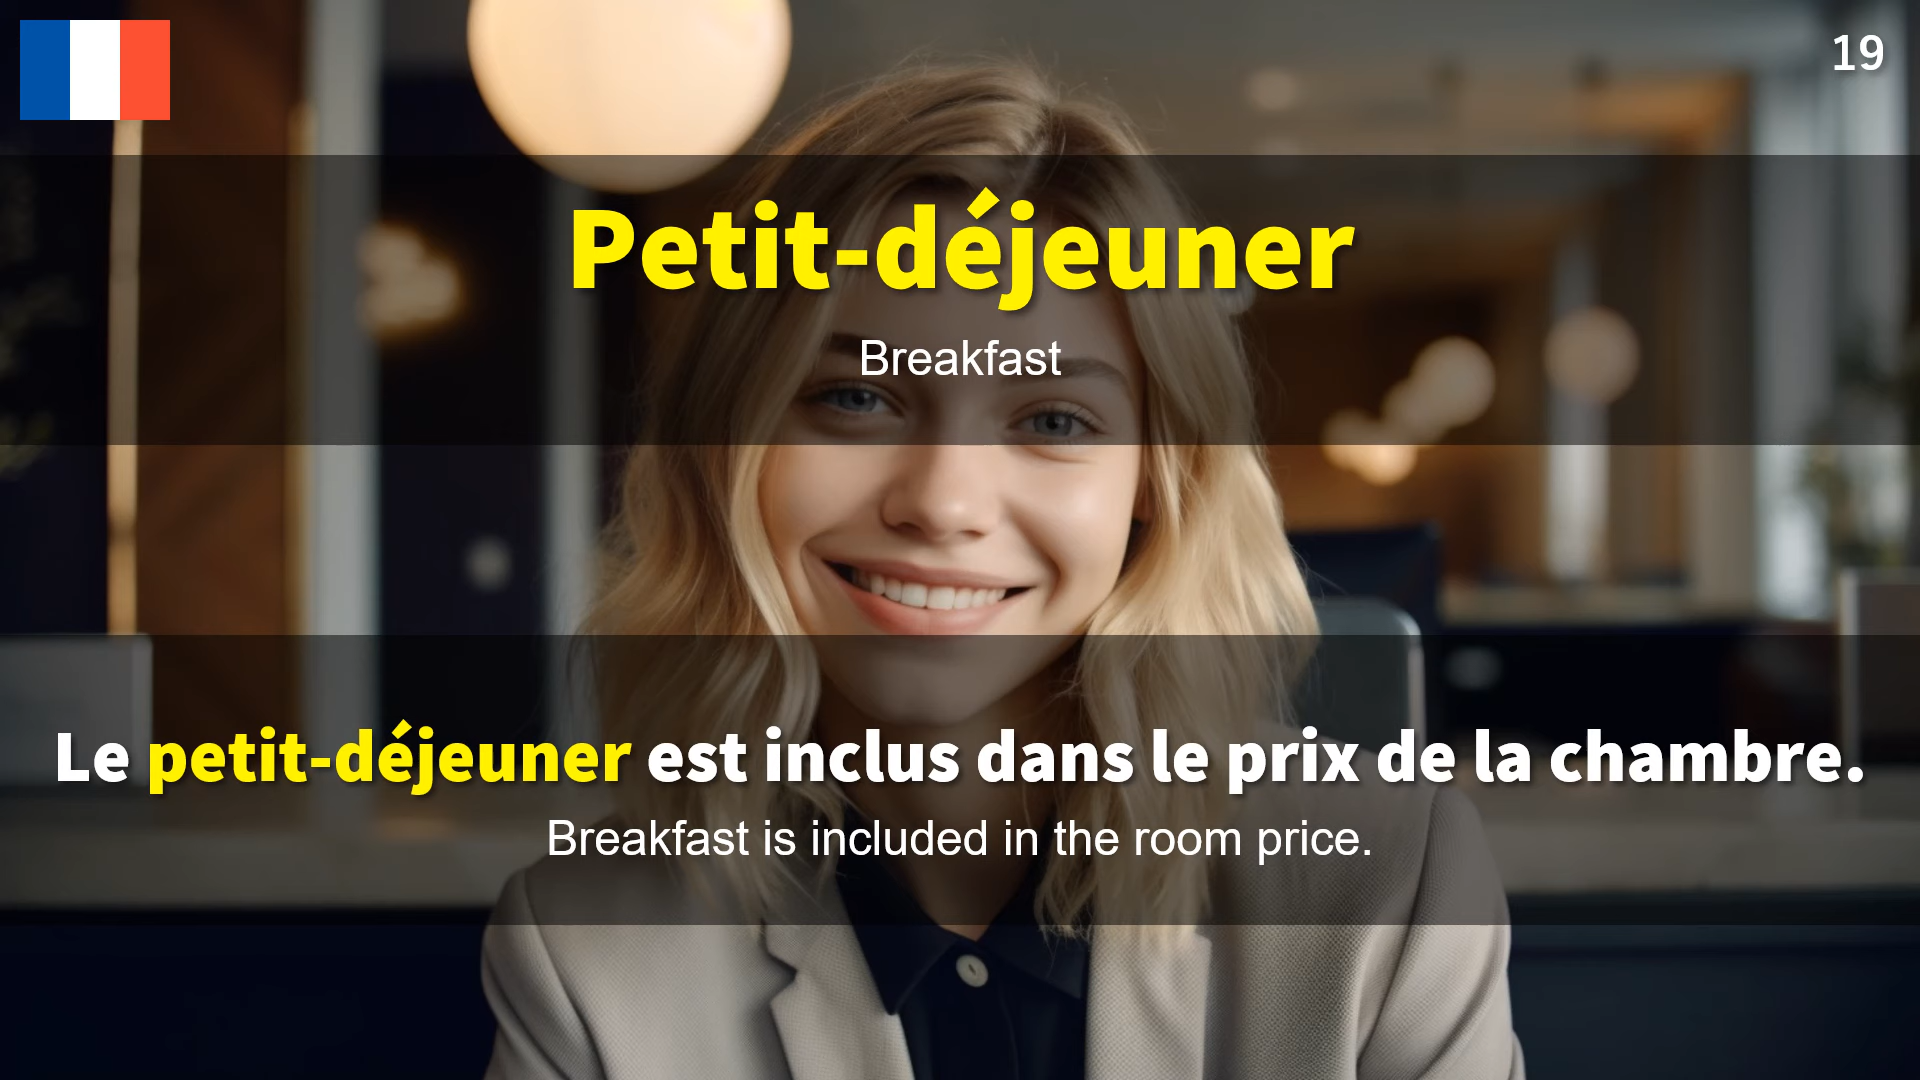 19
Petit-déjeuner
Breakfast
Le petit-déjeuner est inclus dans le prix de la chambre.
Breakfast is included in the room price.